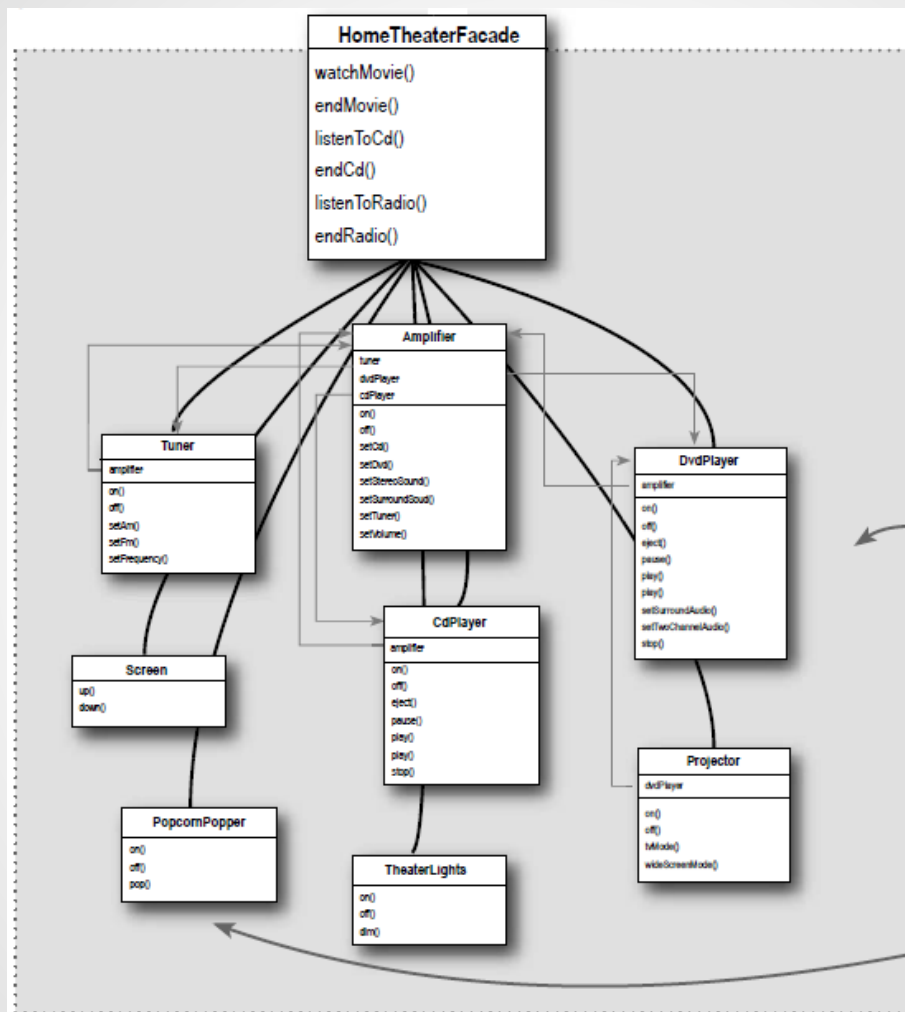 HomeTheaterFacade
watchMovie()
endMovie()
listenToCd()
endCd()
listenToRadio()
endRadio()
Amplifier
tuner
dvdPlayer
cdPlayer
on()
off()
setCd()
setDvd()
setStereoSound()
setSurroundSoud()
setTuner()
setVolume()
Tuner
amplifier
on()
off()
setAm()
setFm()
setFrequency()
DvdPlayer
amplifier
on()
off()
eject()
pause()
play()
play()
setSurroundAudio()
setTwoChannelAudio()
stop()
Screen
up()
down()
CdPlayer
amplifier
on()
off()
eject()
pause()
play()
play()
stop()
Projector
dvdPlayer
on()
off()
tvMode()
wideScreenMode()
PopcornPopper
on()
off()
pop()
TheaterLights
on()
off()
dim()